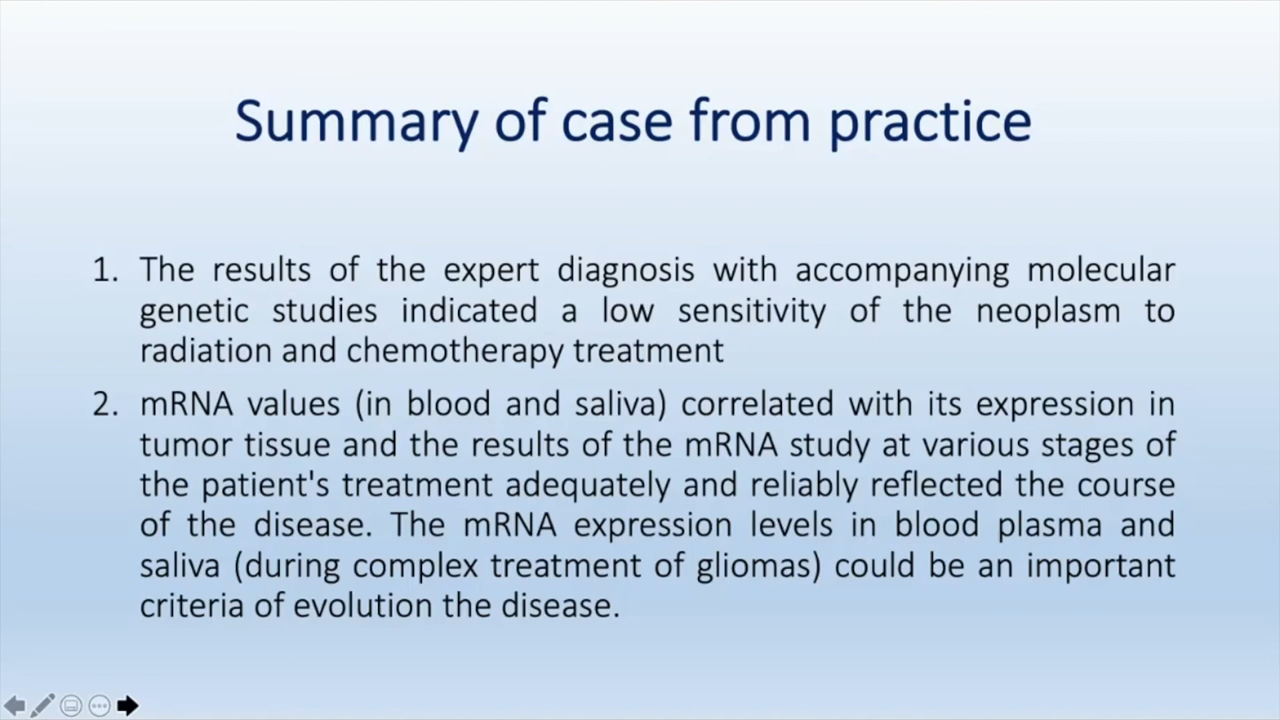 Summary of case from practice
1. The results of the expert diagnosis with accompanying molecular
genetic studies indicated a low sensitivity of the neoplasm to
radiation and chemotherapy treatment
2. mRNA values (in blood and saliva) correlated with its expression in
tumor tissue and the results of the mRNA study at various stages of
the patient's treatment adequately and reliably reflected the course
of the disease. The mRNA expression levels in blood plasma and
saliva (during complex treatment of gliomas) could be an important
criteria of evolution the disease.